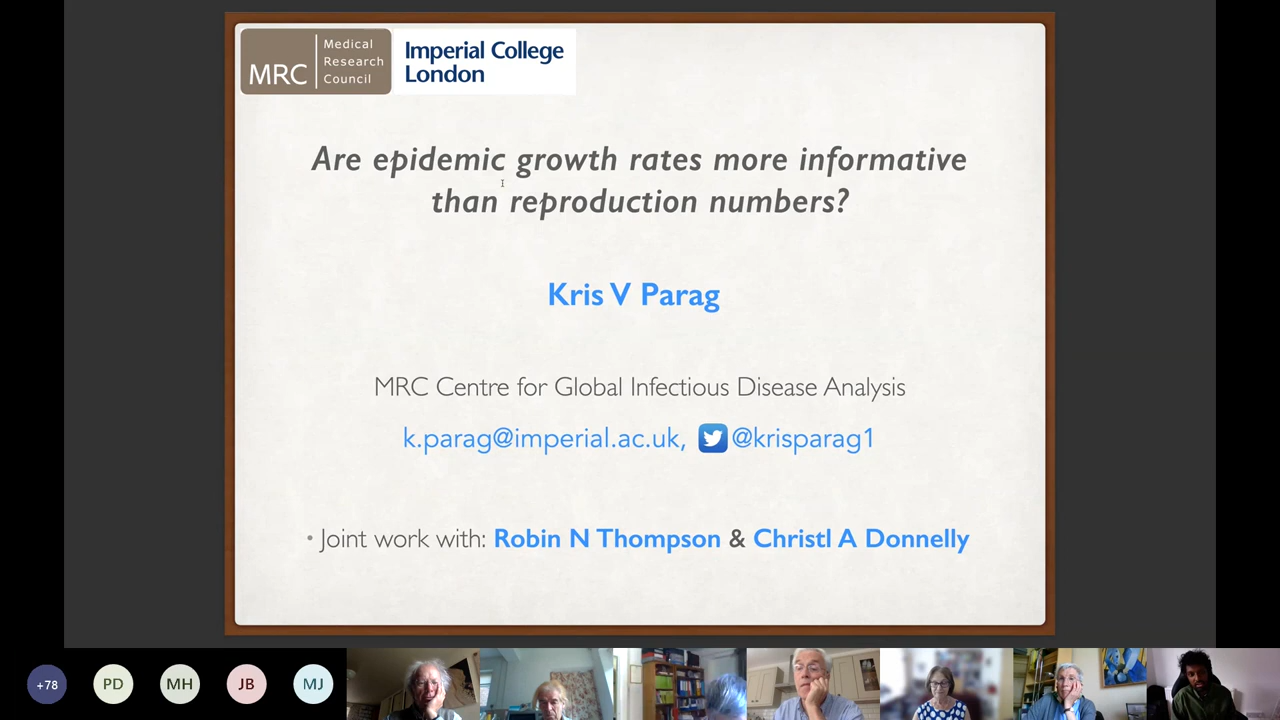 MRC
Medical
Research
Council
Imperial College
London
Are epidemic growth rates more informative
than reproduction numbers?
Kris V Parag
MRC Centre for Global Infectious Disease Analysis
k.parag@imperial.ac.uk, @krisparag1
• Joint work with: Robin N Thompson & Christl A Donnelly
+78
PD
MH
JB
MJ